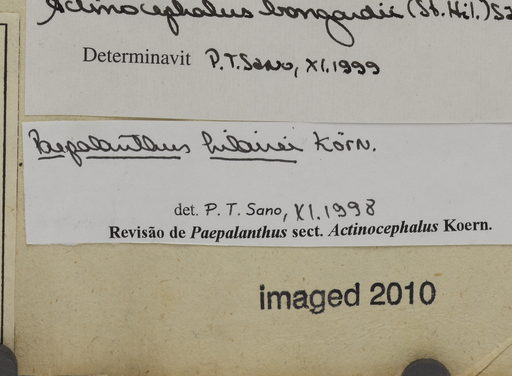 Actinocephalus bongardii (St. Hil.) Sa
Determinavit P.T. Sano, XI.1999
Paepalanthus hilairei Körn.
det. P. T. Sano, XI.1998
Revisão de Paepalanthus sect. Actinocephalus Koern.
imaged 2010